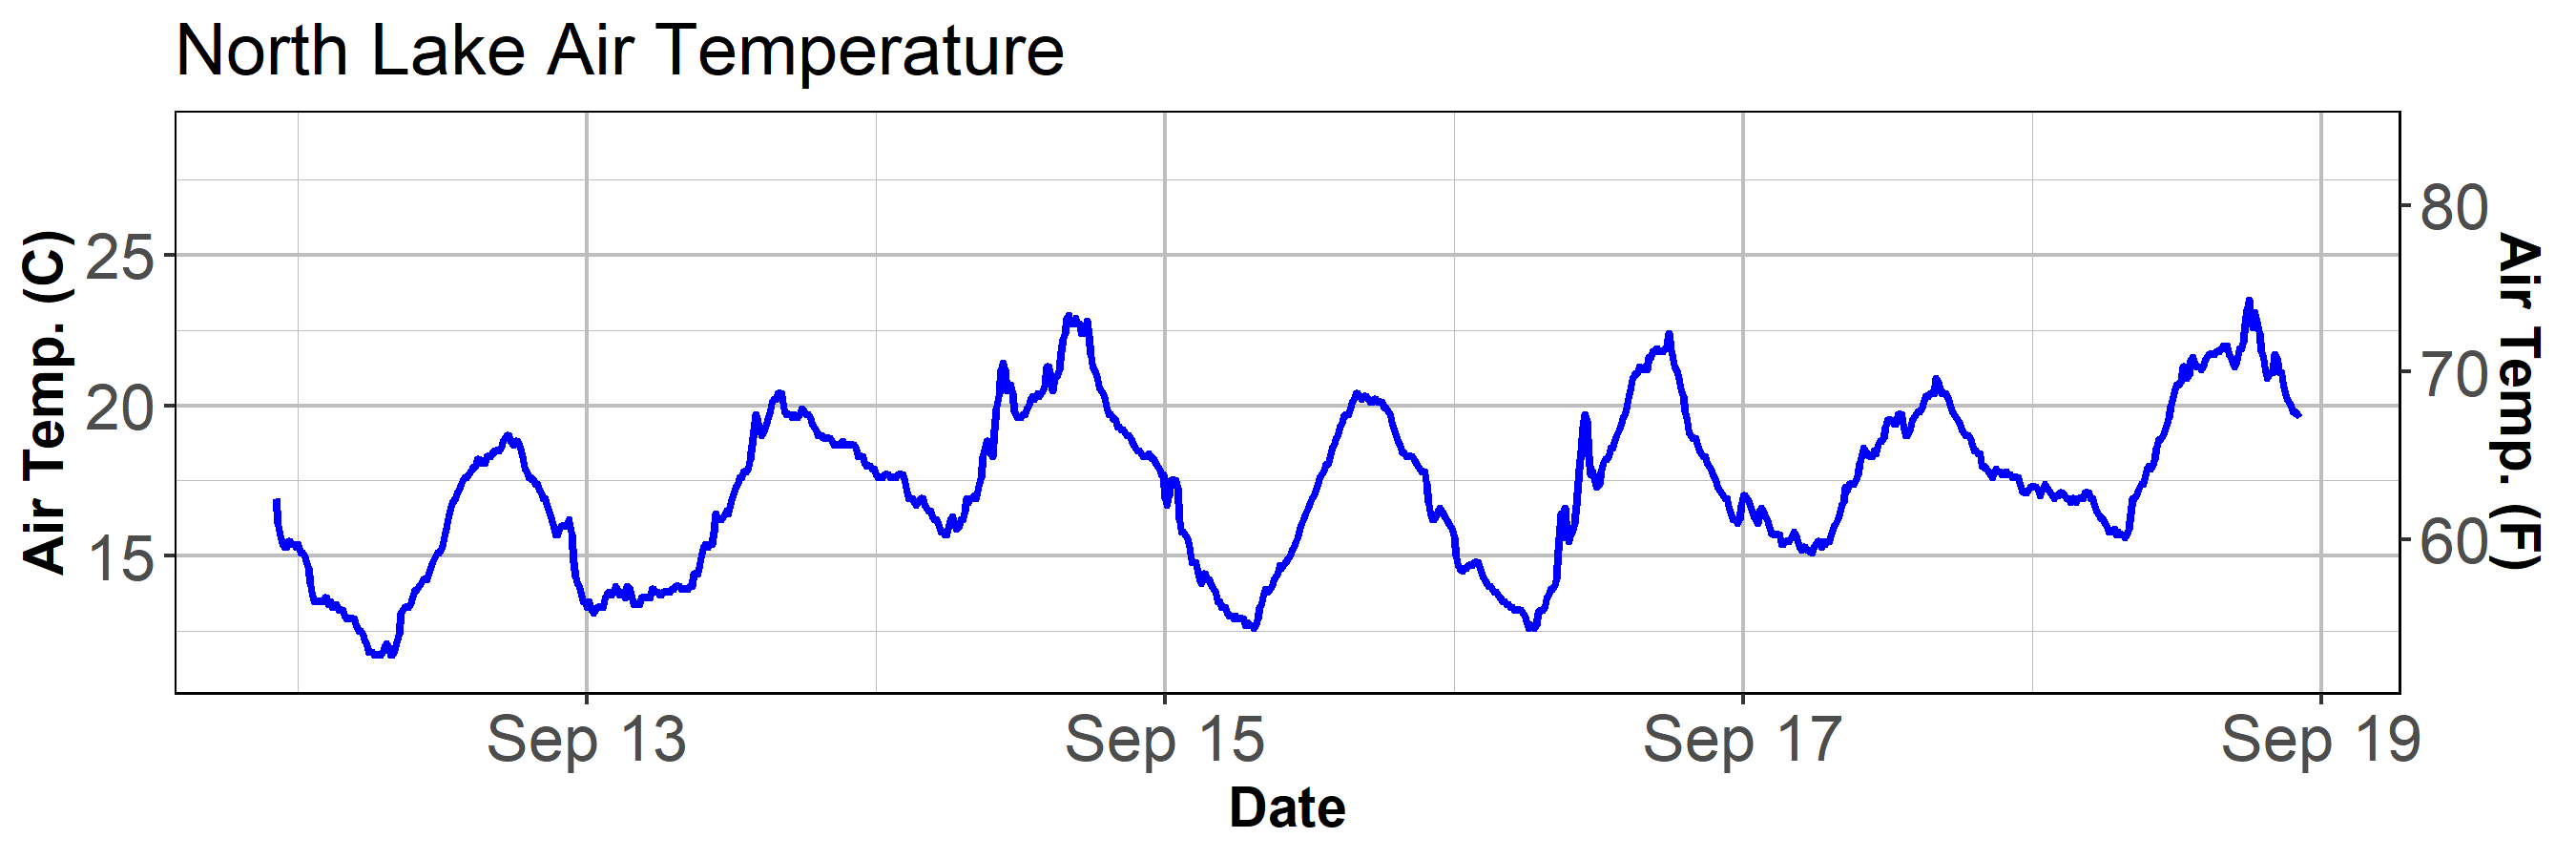 North Lake Air Temperature
Air Temp. (C)
25
20
15
80
70
60
Air Temp. (F)
Sep 13 Sep 15 Sep 17 Sep 19
Date